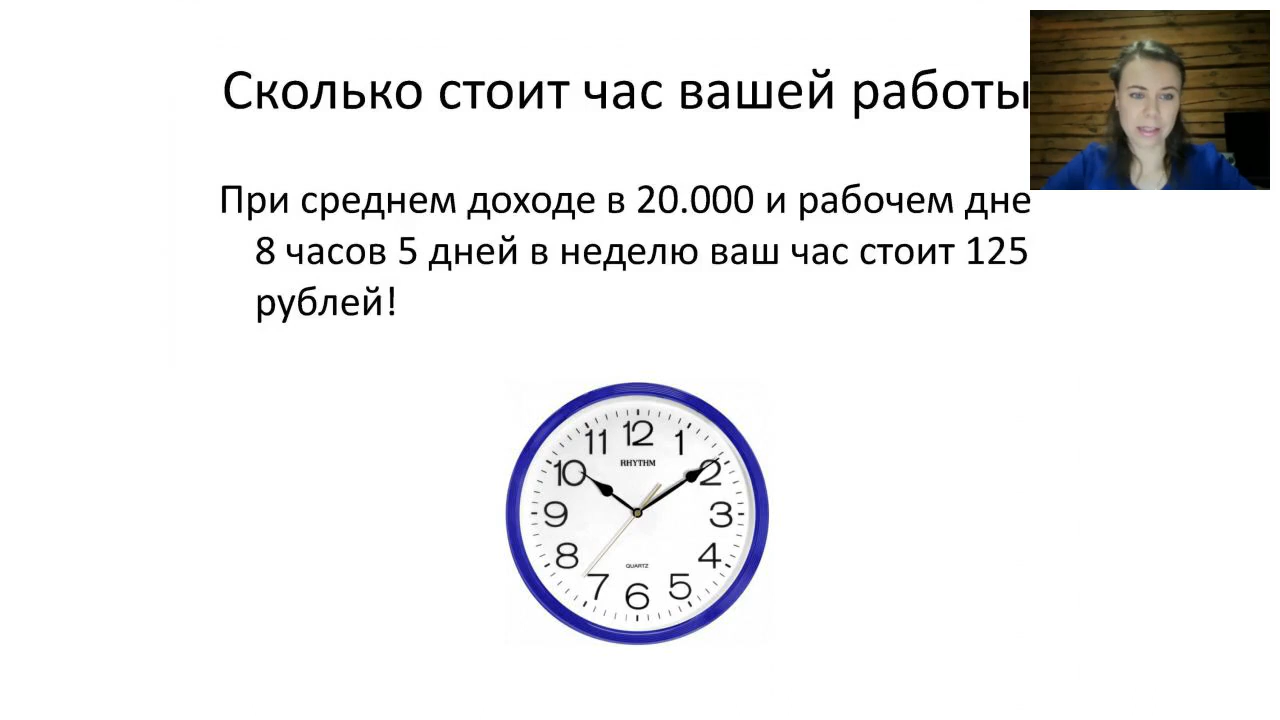 Сколько стоит час вашей работы
При среднем доходе в 20.000 и рабочем дне
8 часов 5 дней в неделю ваш час стоит 125
рублей!
12
11 1
RHYTHM
10 2
9 3
8 4
QUARTZ
7 5
6